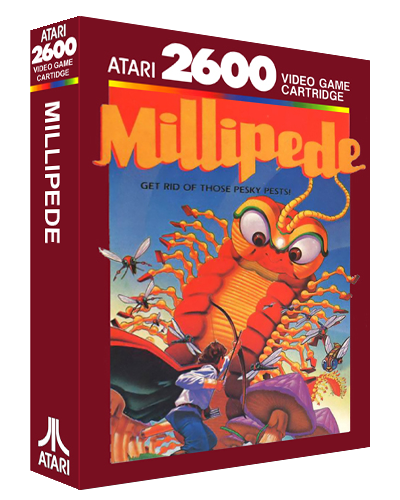 ATARI
2600
VIDEO GAME
CARTRIDGE
MILLIPEDE
ATARI
ATARI 2600 VIDEO GAME
CARTRIDGE
Millipede
GET RID OF THOSE PESKY PESTS!